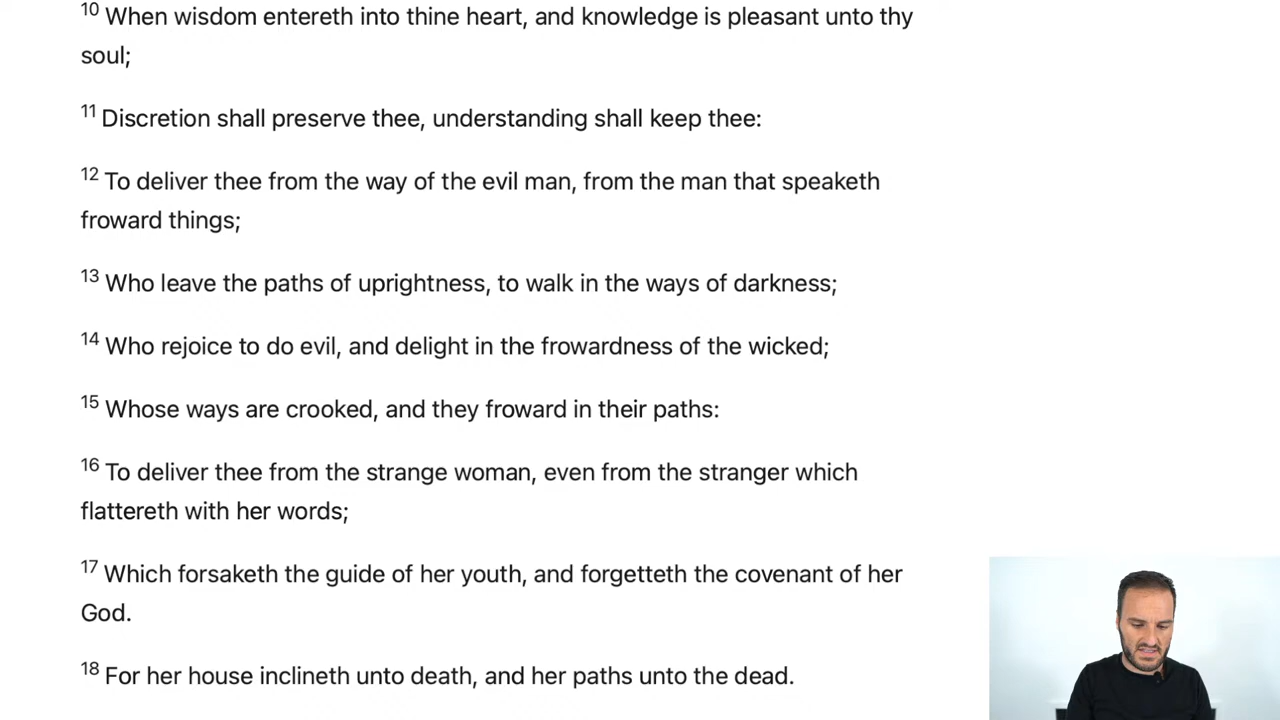 10 When wisdom entereth into thine heart, and knowledge is pleasant unto thy
soul;
11 Discretion shall preserve thee, understanding shall keep thee:
12 To deliver thee from the way of the evil man, from the man that speaketh
froward things;
13 Who leave the paths of uprightness, to walk in the ways of darkness;
14 Who rejoice to do evil, and delight in the frowardness of the wicked;
15 Whose ways are crooked, and they froward in their paths:
16 To deliver thee from the strange woman, even from the stranger which
flattereth with her words;
17 Which forsaketh the guide of her youth, and forgetteth the covenant of her
God.
18 For her house inclineth unto death, and her paths unto the dead.